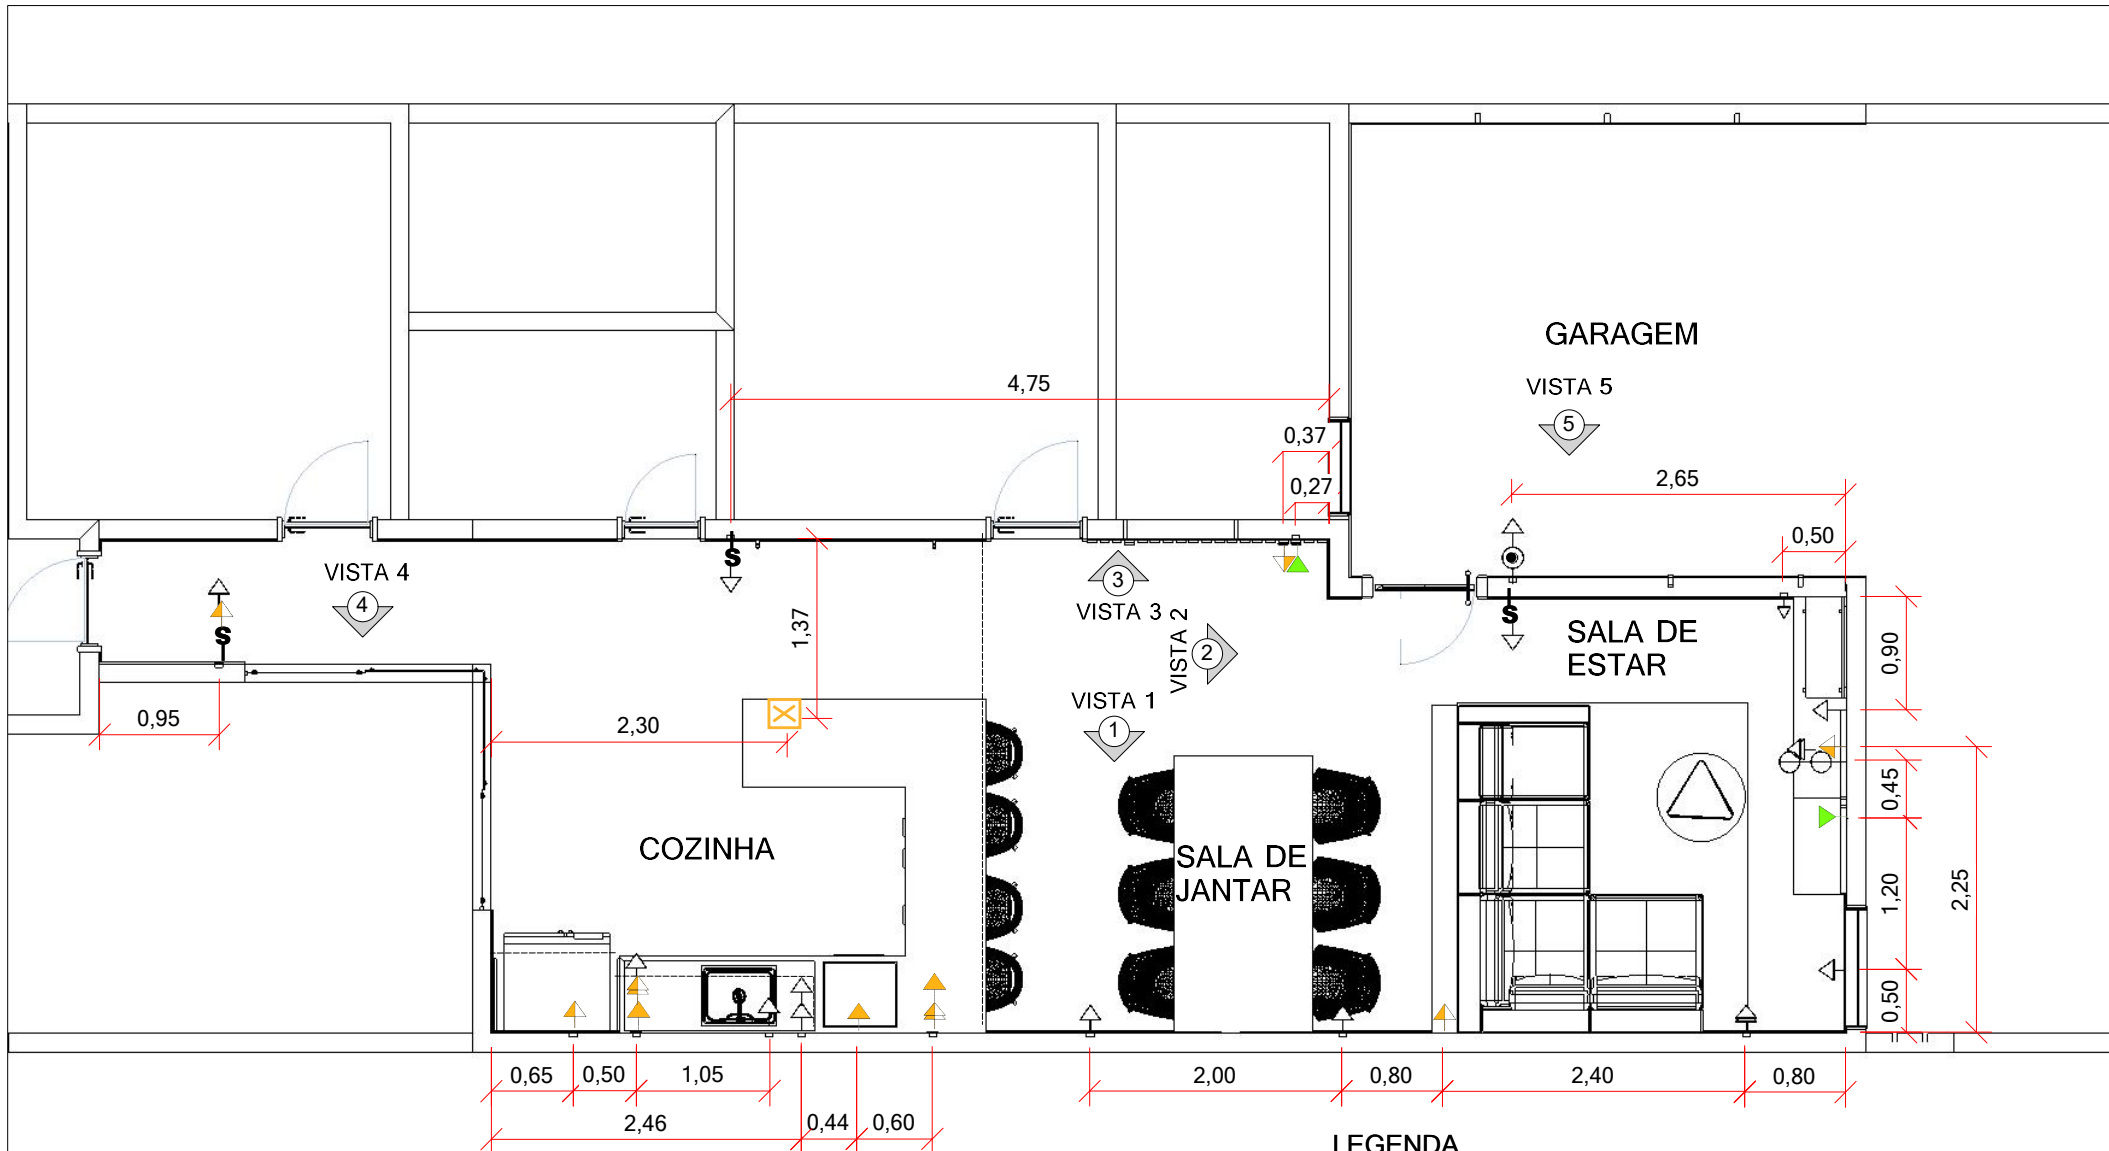 4,75
GARAGEM
VISTA 5
5
0,37
0,27
2,65
0,50
VISTA 4
4
S
S
3
VISTA 3
VISTA 2
2
S
SALA DE
ESTAR
S
1,37
0,90
0,95
2,30
VISTA 1
1
0,45
COZINHA
SALA DE
JANTAR
1,20
2,25
0,50
0,65
0,50
1,05
2,00
0,80
2,40
0,80
2,46
0,44
0,60
LEGENDA